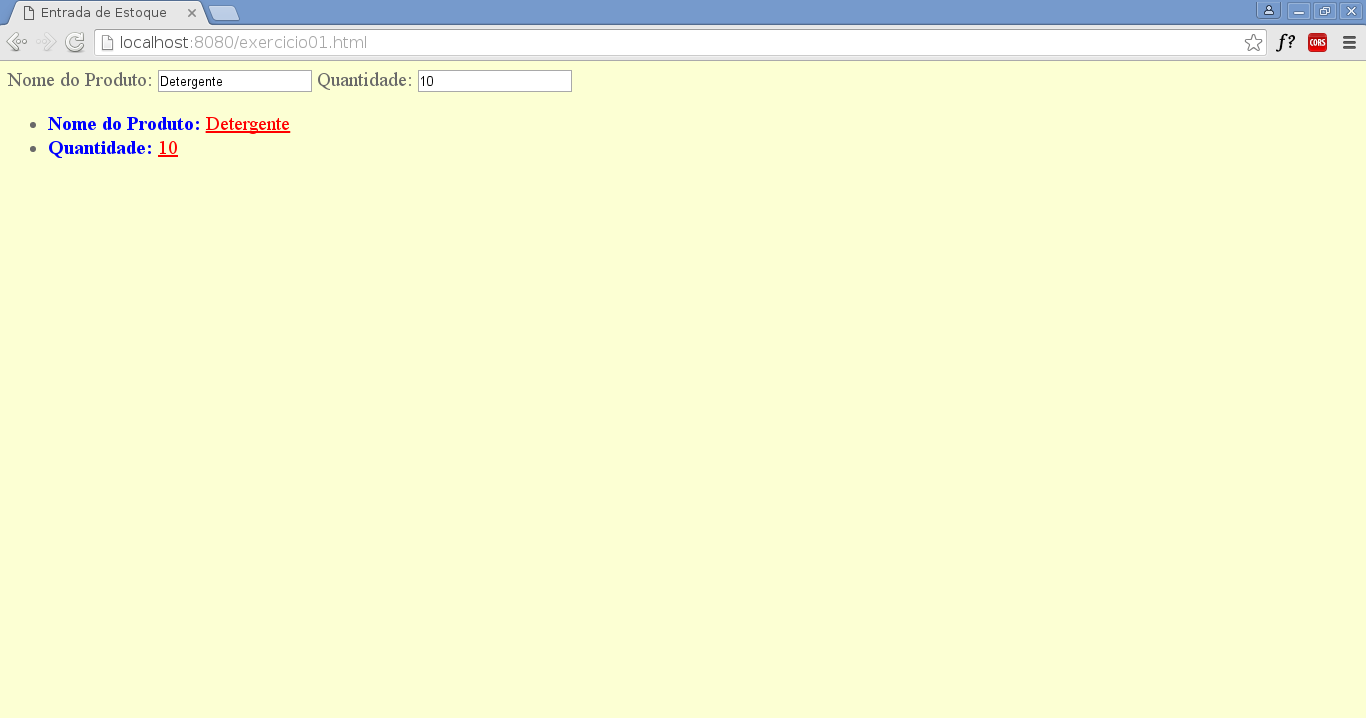 Entrada de Estoque
localhost:8080/exercicio01.html
f?
CORS
Nome do Produto: Detergente Quantidade: 10
Nome do Produto: Detergente
Quantidade: 10